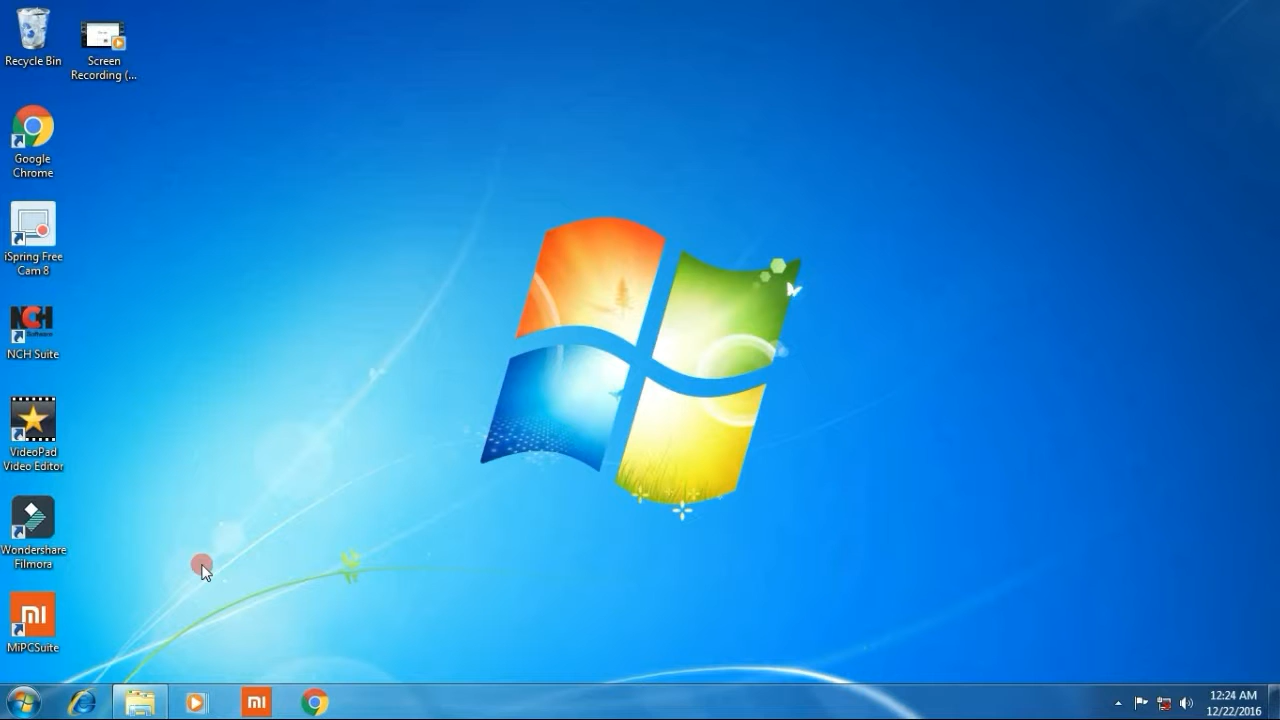 Recycle Bin
Screen
Recording (...
Google
Chrome
iSpring Free
Cam 8
NCH
Software
NCH Suite
VideoPad
Video Editor
Wondershare
Filmora
MI
MiPCSuite
MI
12:24 AM
12/22/2016